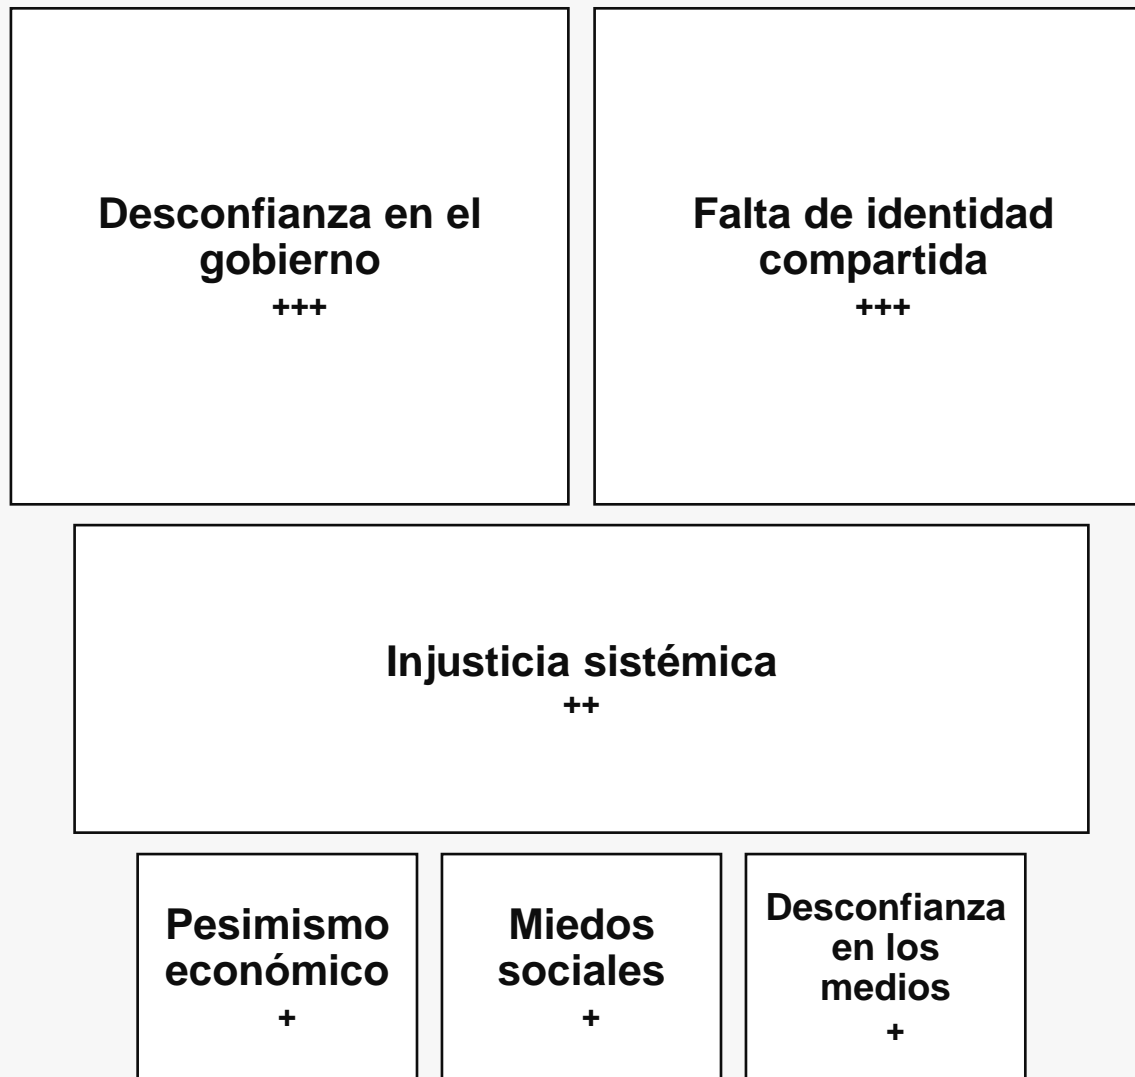 Desconfianza en el
gobierno
+++
Falta de identidad
compartida
+++
Injusticia sistémica
++
Pesimismo
económico
+
Miedos
sociales
+
Desconfianza
en los
medios
+